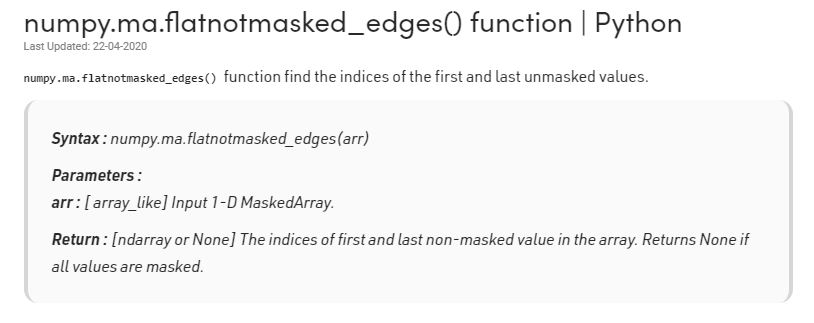 numpy.ma.flatnotmasked_edges() function | Python
Last Updated: 22-04-2020
numpy.ma.flatnotmasked_edges() function find the indices of the first and last unmasked values.
Syntax : numpy.ma.flatnotmasked_edges(arr)
Parameters :
arr : [ array_like] Input 1-D MaskedArray.
Return : [ndarray or None] The indices of first and last non-masked value in the array. Returns None if
all values are masked.